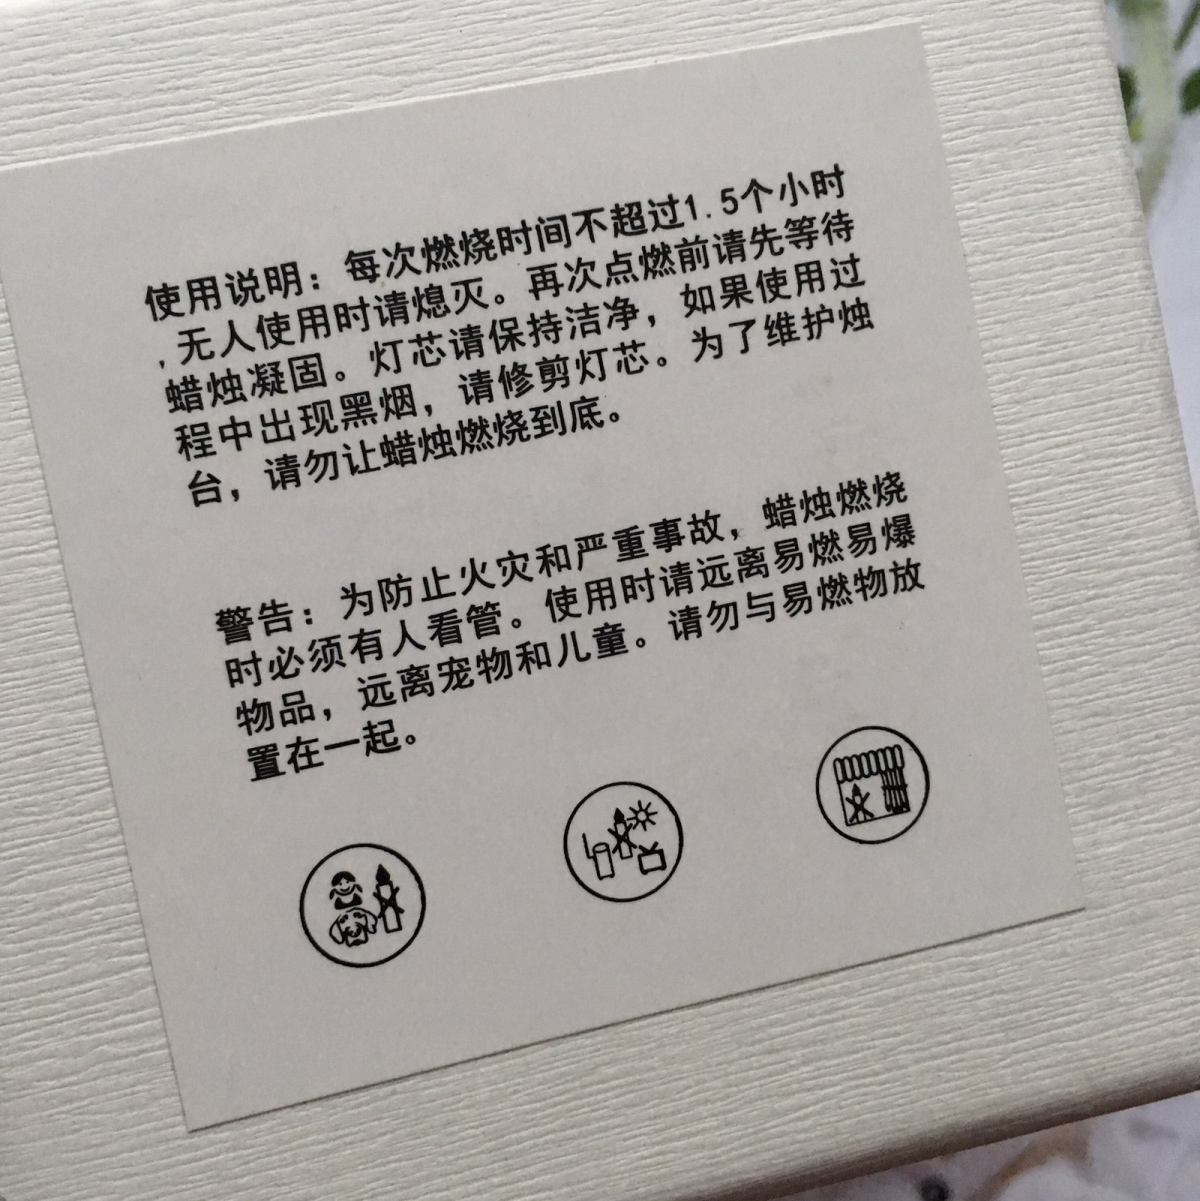 使用说明：每次燃烧时间不超过1.5个小时
，无人使用时请熄灭。再次点燃前请先等待
蜡烛凝固。灯芯请保持洁净，如果使用过
程中出现黑烟，请修剪灯芯。为了维护烛
台，请勿让蜡烛燃烧到底。
警告：为防止火灾和严重事故，蜡烛燃烧
时必须有人看管。使用时请远离易燃易爆
物品，远离宠物和儿童。请勿与易燃物放
置在一起。